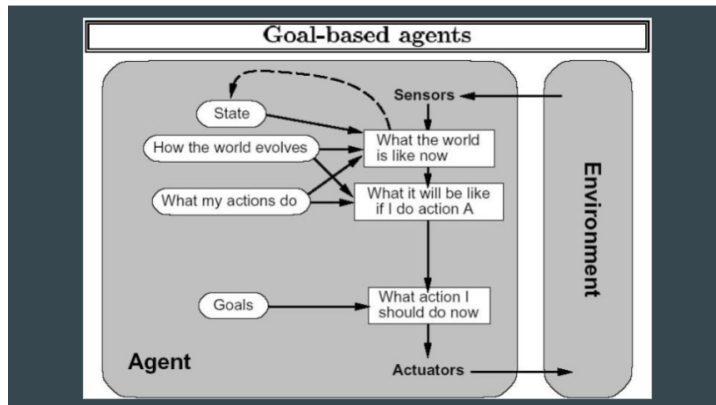 Goal-based agents
Sensors
State
What the world
is like now
How the world evolves
What it will be like
if I do action A
What my actions do
Goals
What action I
should do now
Agent
Actuators
Environment